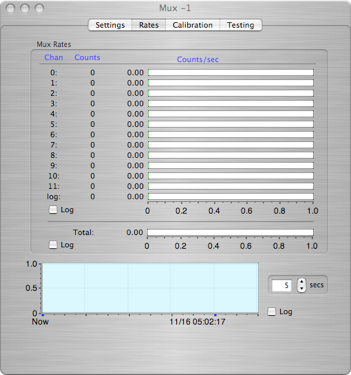 Mux -1
Settings Rates Calibration Testing
Mux Rates
Chan Counts Counts/sec
0: 0 0.00
1: 0 0.00
2: 0 0.00
3: 0 0.00
4: 0 0.00
5: 0 0.00
6: 0 0.00
7: 0 0.00
8: 0 0.00
9: 0 0.00
10: 0 0.00
11: 0 0.00
log: 0 0.00
Log 0 0.2 0.4 0.6 0.8 1.0
Total: 0.00
Log 0 0.2 0.4 0.6 0.8 1.0
1.0
5 secs
0.5
Log
0
Now 11/16 05:02:17